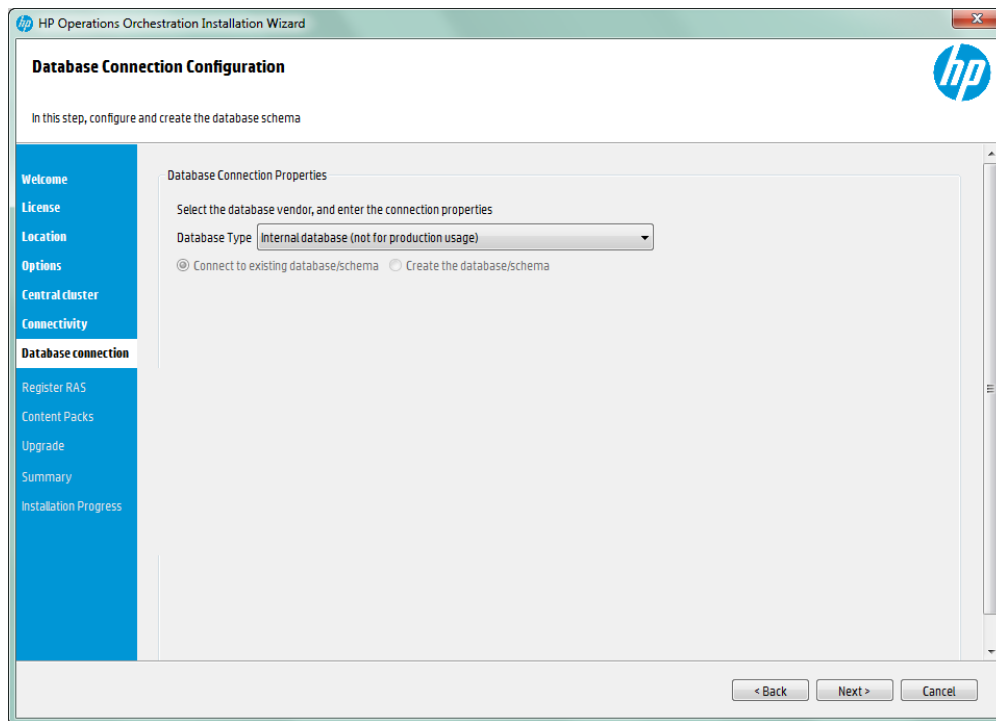 HP Operations Orchestration Installation Wizard
Database Connection Configuration
hp
In this step, configure and create the database schema
Welcome
License
Location
Options
Central cluster
Connectivity
Database connection
Register RAS
Content Packs
Upgrade
Summary
Installation Progress
Database Connection Properties
Select the database vendor, and enter the connection properties
Database Type Internal database (not for production usage)
Connect to existing database/schema Create the database/schema
< Back Next > Cancel